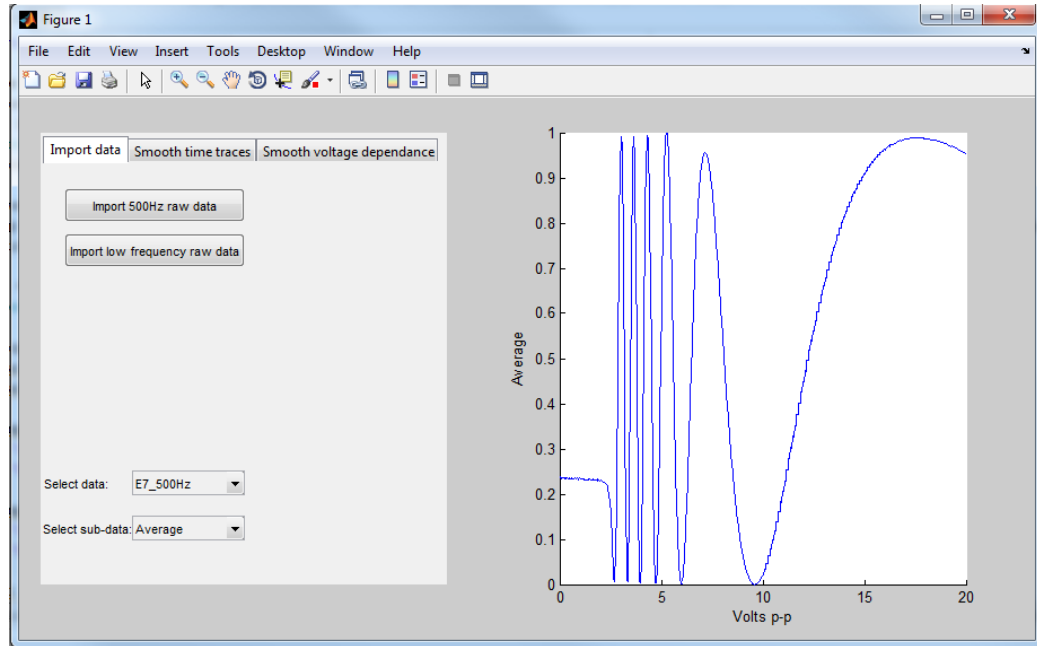 Figure 1
File Edit View Insert Tools Desktop Window Help
Import data Smooth time traces Smooth voltage dependance
Import 500Hz raw data
Import low frequency raw data
Select data: E7_500Hz
Select sub-data: Average
1
0.9
0.8
0.7
0.6
0.5
0.4
0.3
0.2
0.1
0
Average
0 5 10 15 20
Volts p-p